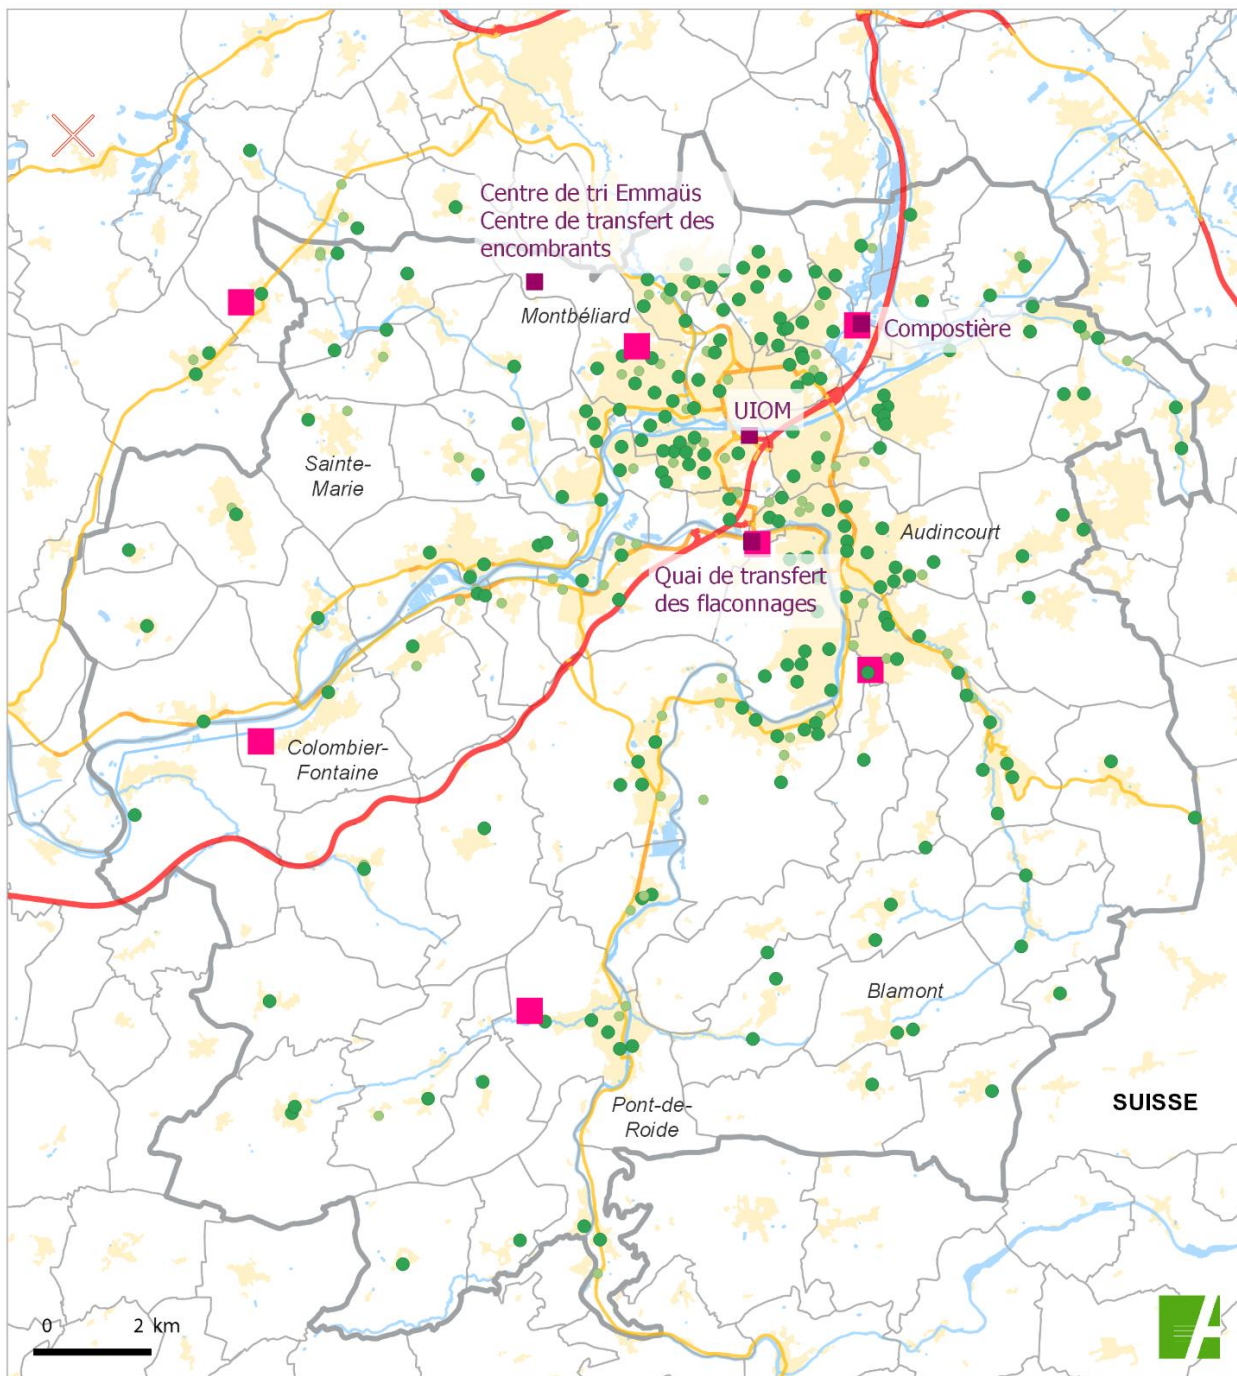 Centre de tri Emmaüs
Centre de transfert des
encombrants
Montbéliard
Compostière
UIOM
Sainte-
Marie
Audincourt
Quai de transfert
des flaconnages
Colombier-
Fontaine
Blamont
Pont-de-
Roide
SUISSE
0 2 km